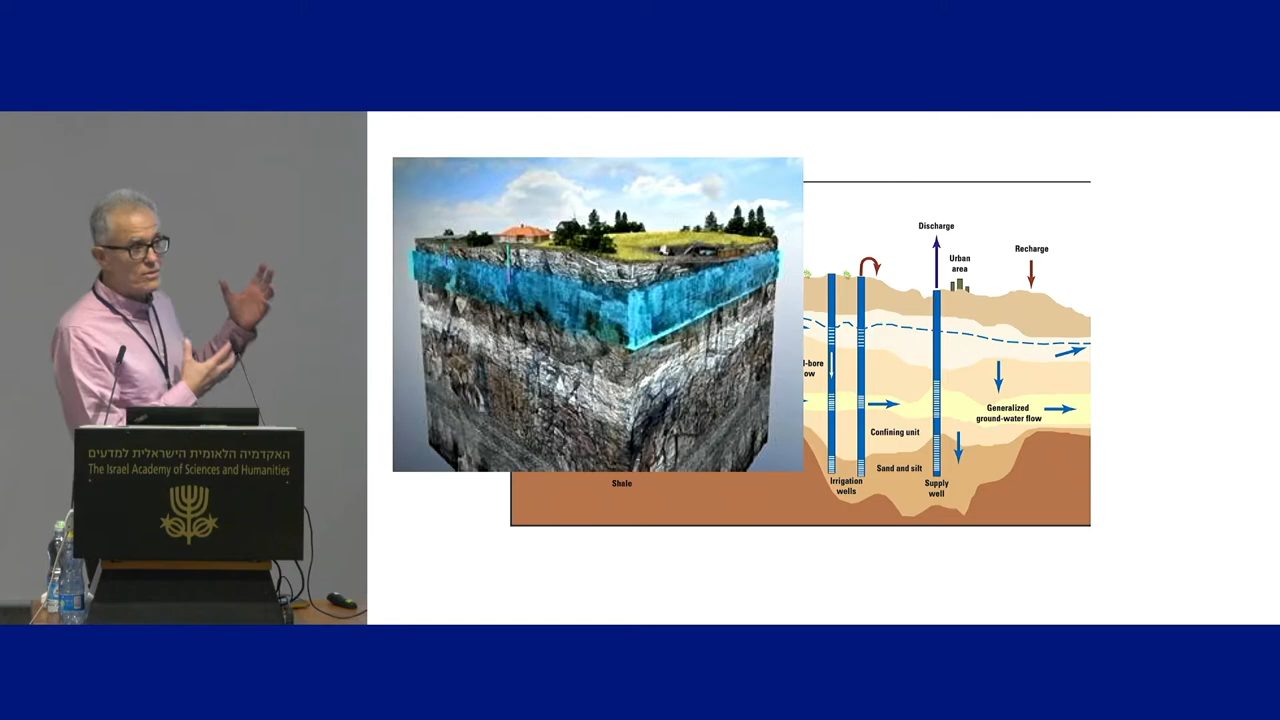 האקדמיה הלאומית הישראלית למדעים
The Israel Academy of Sciences and Humanities
Discharge
Urban
area
Recharge
Generalized
ground-water flow
Confining unit
Sand and silt
Irrigation
wells
Supply
well
Shale